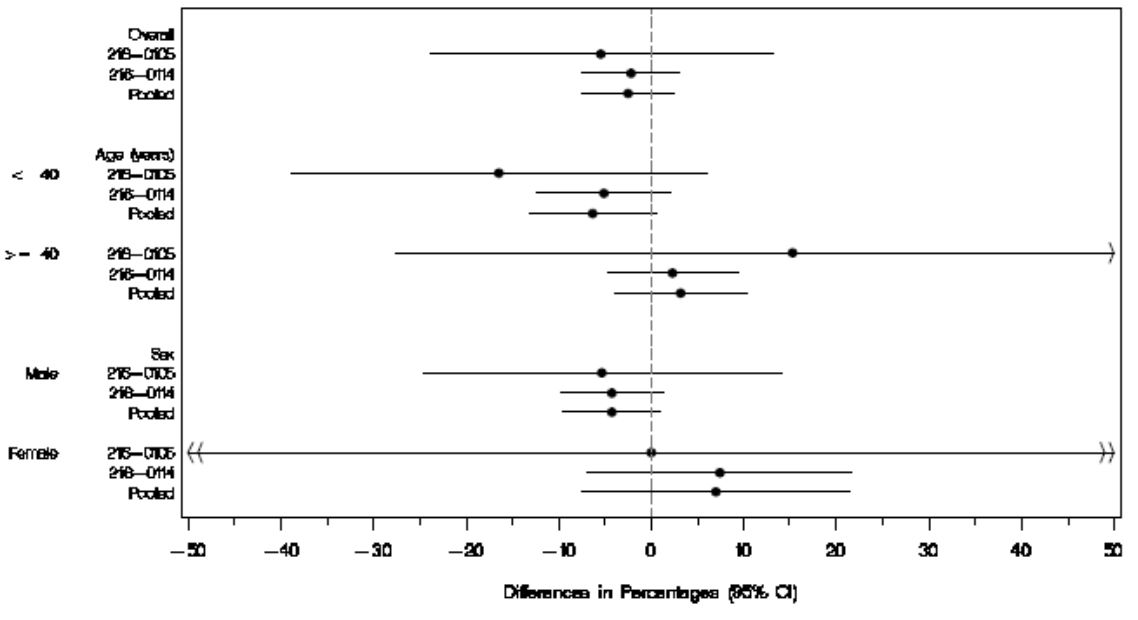 Overall
216-0105
216-0114
Pooled
Age (years)
< 40 216-0105
216-0114
Pooled
>= 40 216-0105
216-0114
Pooled
Sex
Male 216-0105
216-0114
Pooled
Female 216-0105
216-0114
Pooled
-50 -40 -30 -20 -10 0 10 20 30 40 50
Differences in Percentages (95% CI)